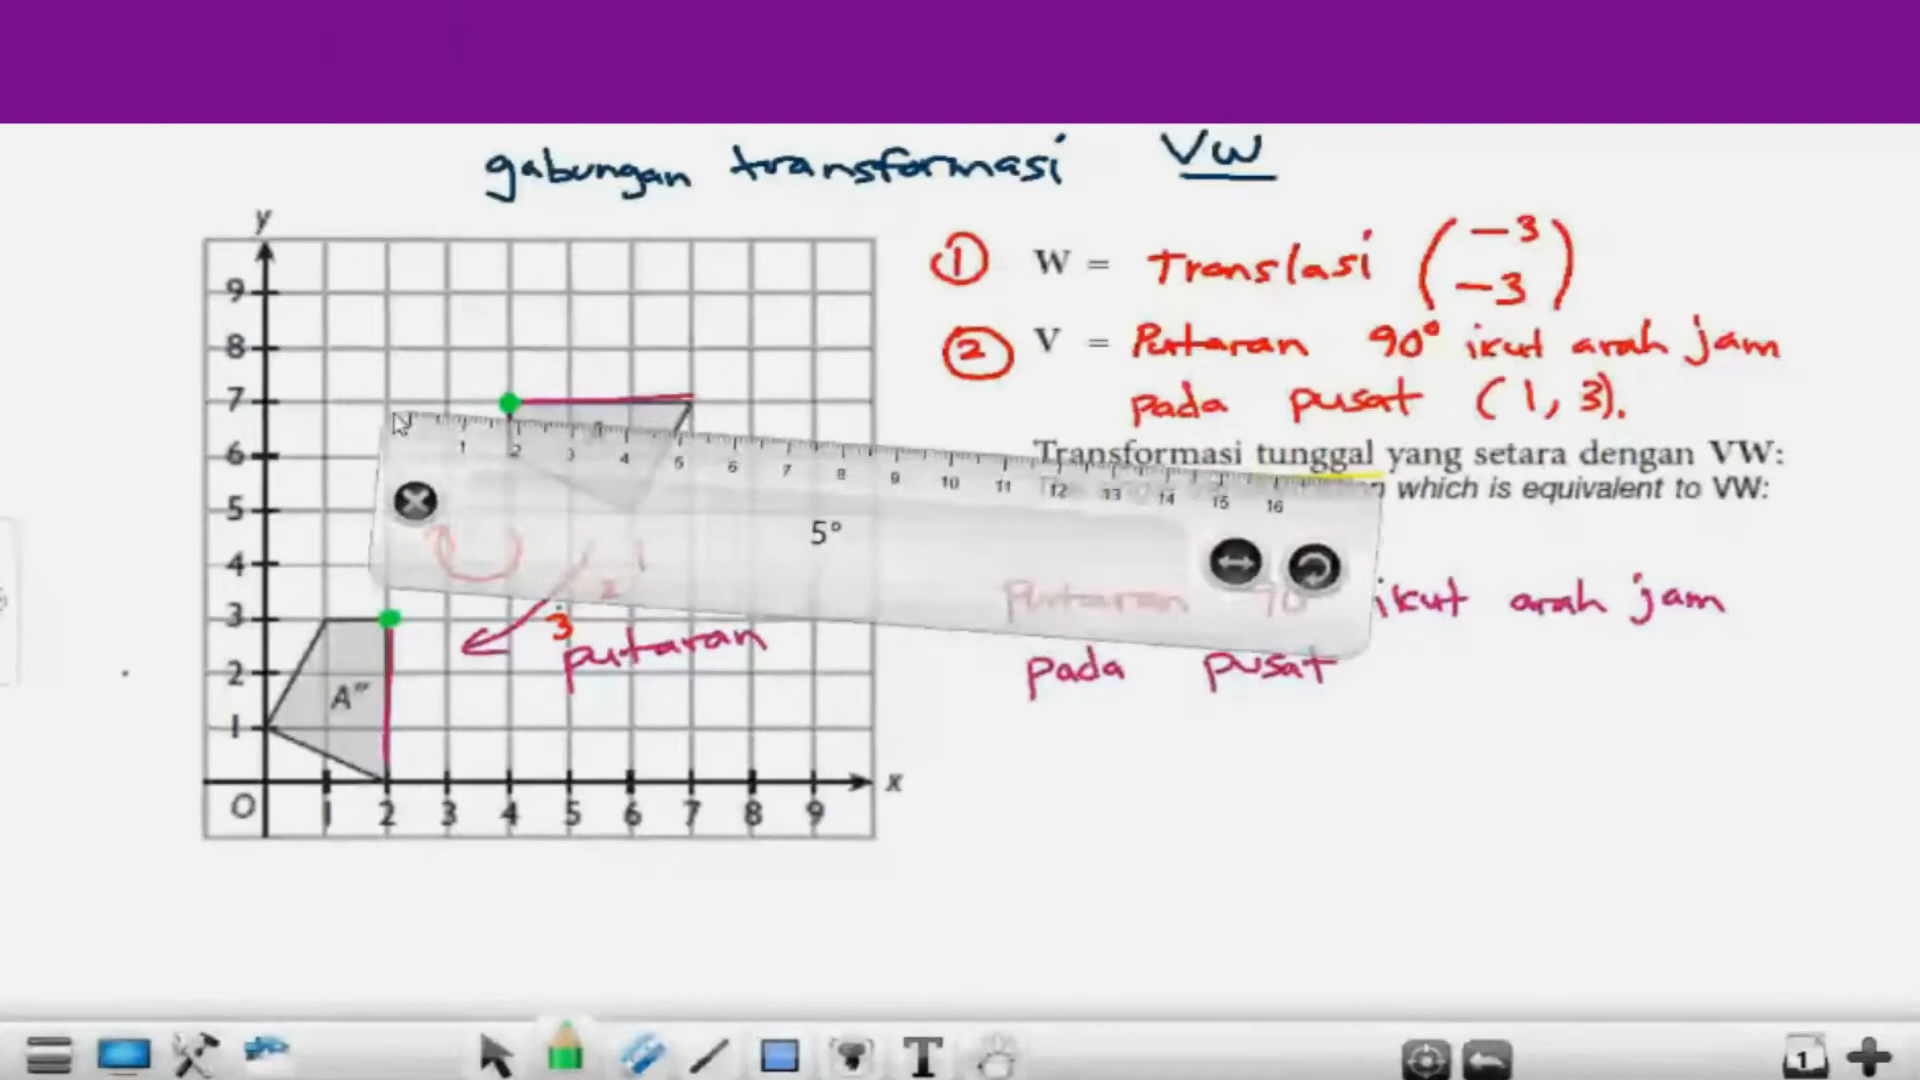 gabungan transformasi VW
y
① W = Translasi (-3 -3)
② V = Putaran 90° ikut arah jam
pada pusat (1, 3).
Transformasi tunggal yang setara dengan VW:
which is equivalent to VW:
9
8
7
6
5
4
3
2
1
1 2 3 4 5 6 7 8 9 10 11 12 13 14 15 16
5°
putaran
Putaran 90 ikut arah jam
pada pusat
A"'
O 1 2 3 4 5 6 7 8 9 x
T
1